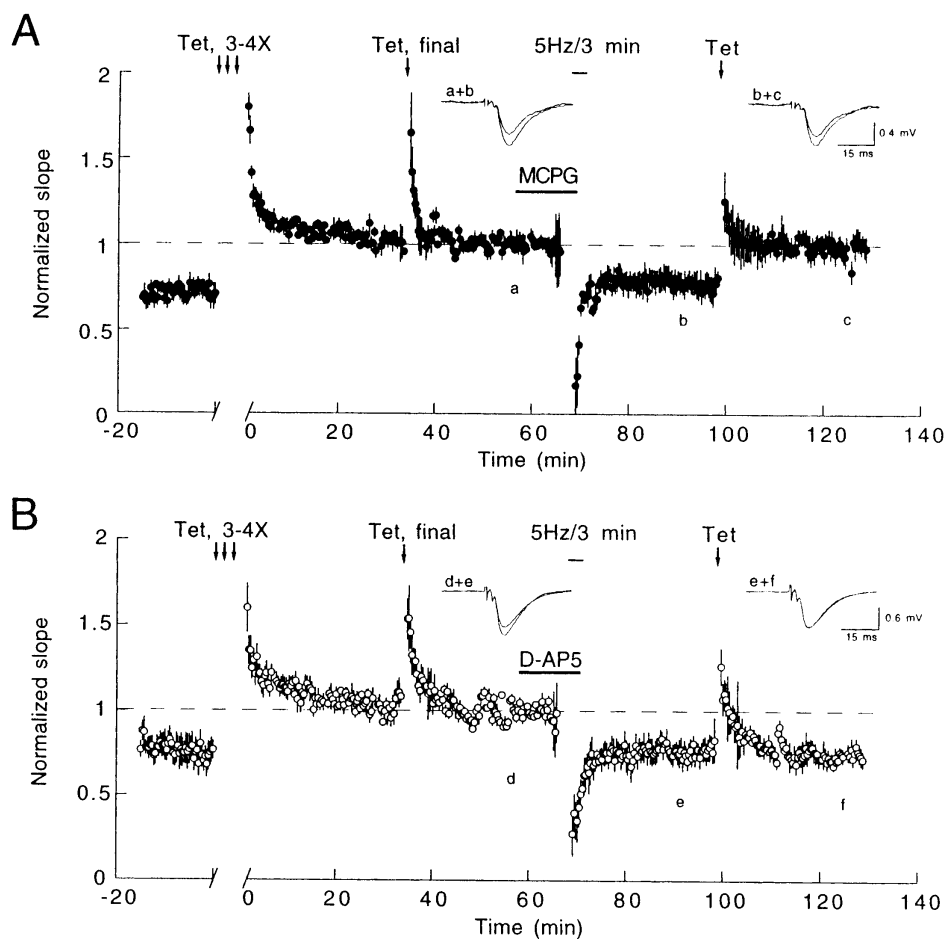 A
Tet, 3-4X
Tet, final
5Hz/3 min
Tet
a+b
b+c
0.4 mV
15 ms
MCPG
Normalized slope
2
1.5
1
0.5
0
a
b
c
-20
0
20
40
60
80
100
120
140
Time (min)
B
Tet, 3-4X
Tet, final
5Hz/3 min
Tet
d+e
e+f
0.6 mV
15 ms
D-AP5
Normalized slope
2
1.5
1
0.5
0
d
e
f
-20
0
20
40
60
80
100
120
140
Time (min)